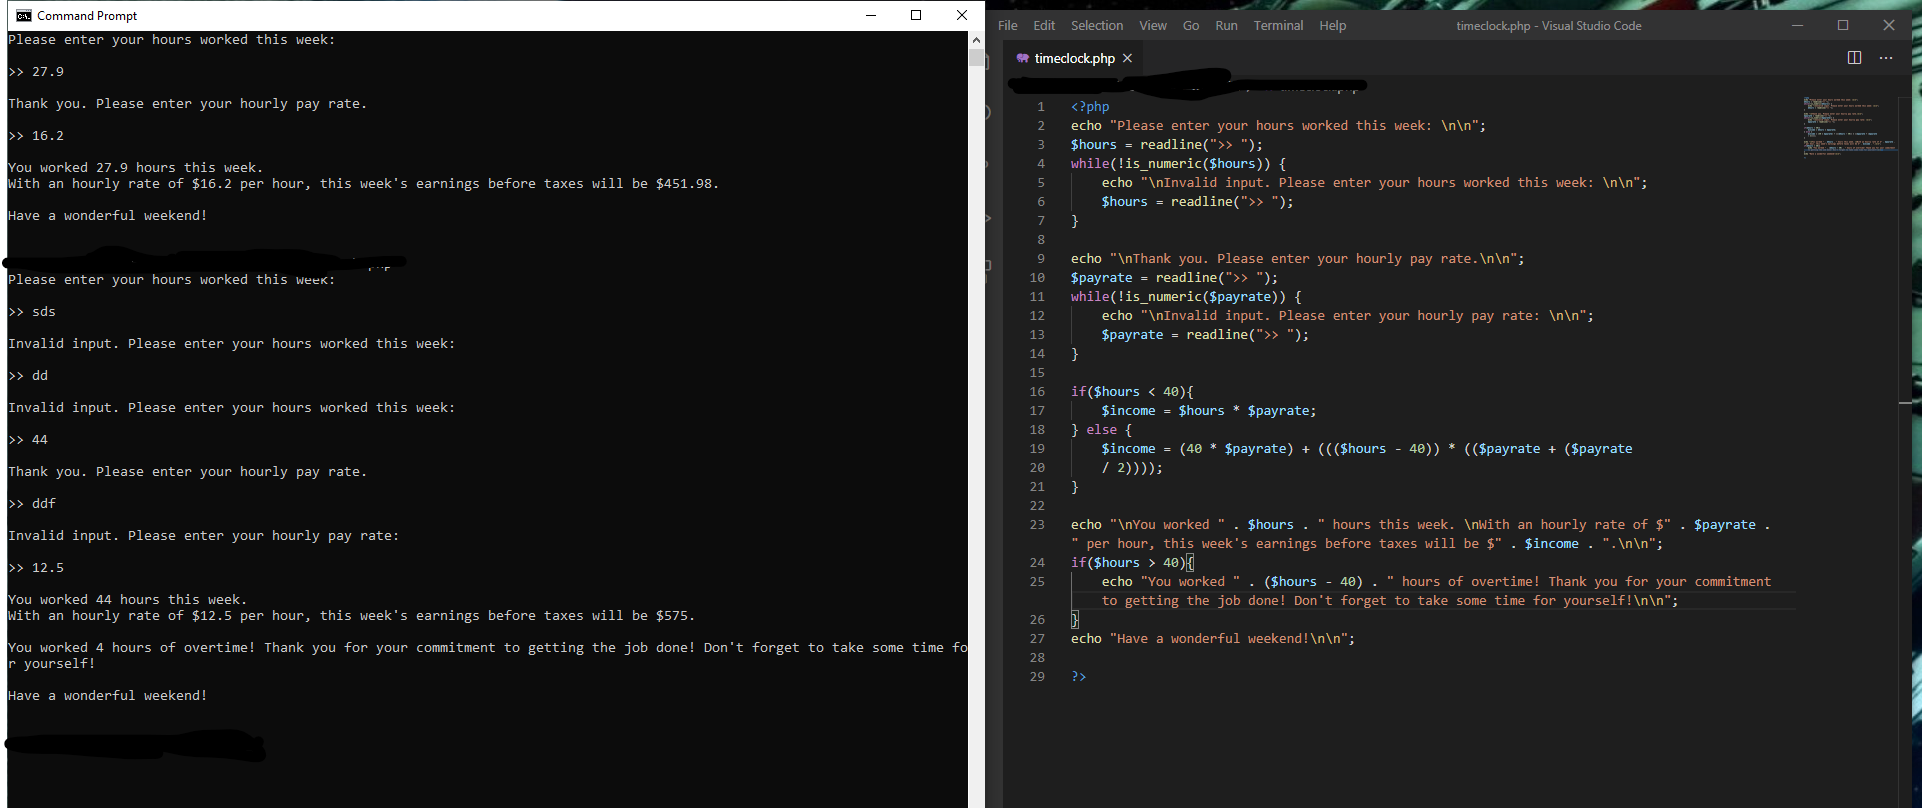 Command Prompt
Please enter your hours worked this week:
>> 27.9
Thank you. Please enter your hourly pay rate.
>> 16.2
You worked 27.9 hours this week.
With an hourly rate of $16.2 per hour, this week's earnings before taxes will be $451.98.
Have a wonderful weekend!
Please enter your hours worked this week:
>> sds
Invalid input. Please enter your hours worked this week:
>> dd
Invalid input. Please enter your hours worked this week:
>> 44
Thank you. Please enter your hourly pay rate.
>> ddf
Invalid input. Please enter your hourly pay rate:
>> 12.5
You worked 44 hours this week.
With an hourly rate of $12.5 per hour, this week's earnings before taxes will be $575.
You worked 4 hours of overtime! Thank you for your commitment to getting the job done! Don't forget to take some time fo
r yourself!
Have a wonderful weekend!
File Edit Selection View Go Run Terminal Help timeclock.php - Visual Studio Code
timeclock.php
1 <?php
2 echo "Please enter your hours worked this week: \n\n";
3 $hours = readline(">> ");
4 while(!is_numeric($hours)) {
5 echo "\nInvalid input. Please enter your hours worked this week: \n\n";
6 $hours = readline(">> ");
7 }
8
9 echo "\nThank you. Please enter your hourly pay rate.\n\n";
10 $payrate = readline(">> ");
11 while(!is_numeric($payrate)) {
12 echo "\nInvalid input. Please enter your hourly pay rate: \n\n";
13 $payrate = readline(">> ");
14 }
15
16 if($hours < 40){
17 $income = $hours * $payrate;
18 } else {
19 $income = (40 * $payrate) + ((($hours - 40)) * (($payrate + ($payrate
20 / 2))));
21 }
22
23 echo "\nYou worked " . $hours . " hours this week. \nWith an hourly rate of $" . $payrate .
" per hour, this week's earnings before taxes will be $" . $income . ".\n\n";
24 if($hours > 40){
25 echo "You worked " . ($hours - 40) . " hours of overtime! Thank you for your commitment
to getting the job done! Don't forget to take some time for yourself!\n\n";
26 }
27 echo "Have a wonderful weekend!\n\n";
28
29 ?>